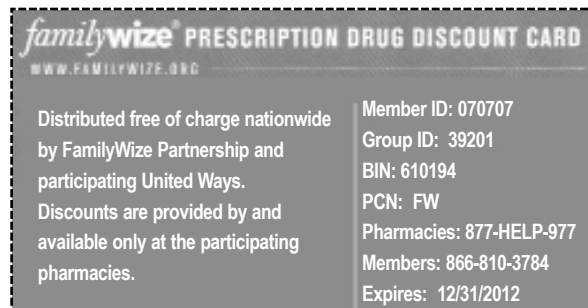 familywize® PRESCRIPTION DRUG DISCOUNT CARD
WWW.FAMILYWIZE.ORG
Distributed free of charge nationwide
by FamilyWize Partnership and
participating United Ways.
Discounts are provided by and
available only at the participating
pharmacies.
Member ID: 070707
Group ID: 39201
BIN: 610194
PCN: FW
Pharmacies: 877-HELP-977
Members: 866-810-3784
Expires: 12/31/2012